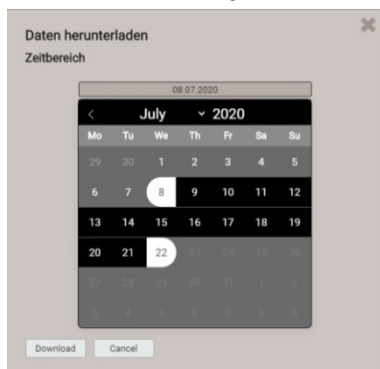 Daten herunterladen
Zeitbereich
08.07.2020
July 2020
Mo Tu We Th Fr Sa Su
29 30 1 2 3 4 5
6 7 8 9 10 11 12
13 14 15 16 17 18 19
20 21 22 23 24 25 26
27 28 29 30 31 1 2
3 4 5 6 7 8 9
Download Cancel